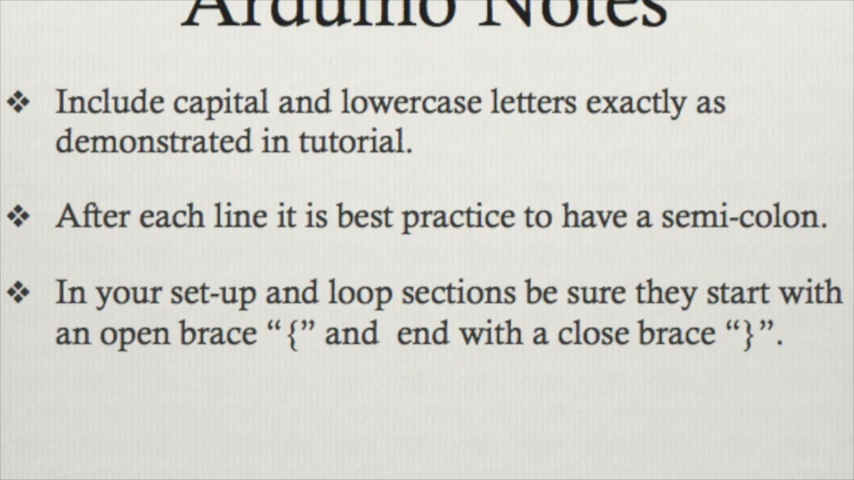 Arduino Notes
❖ Include capital and lowercase letters exactly as
demonstrated in tutorial.
❖ After each line it is best practice to have a semi-colon.
❖ In your set-up and loop sections be sure they start with
an open brace “{” and  end with a close brace “}”.